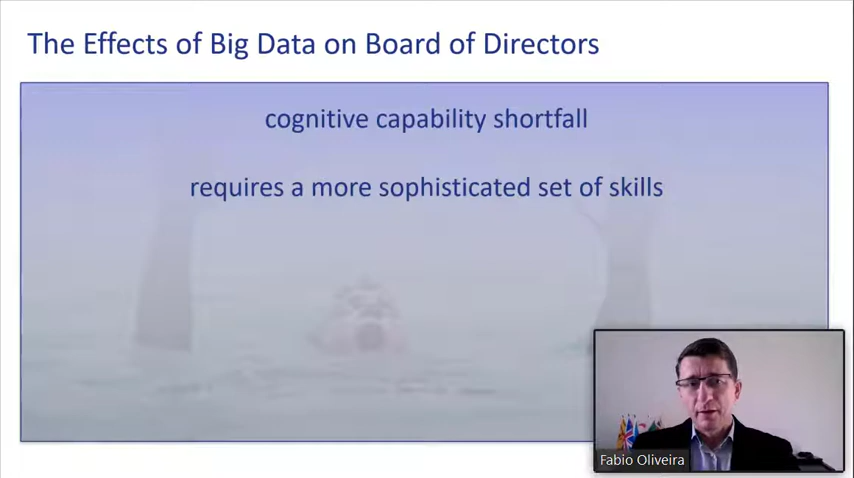 The Effects of Big Data on Board of Directors
cognitive capability shortfall
requires a more sophisticated set of skills
Fabio Oliveira